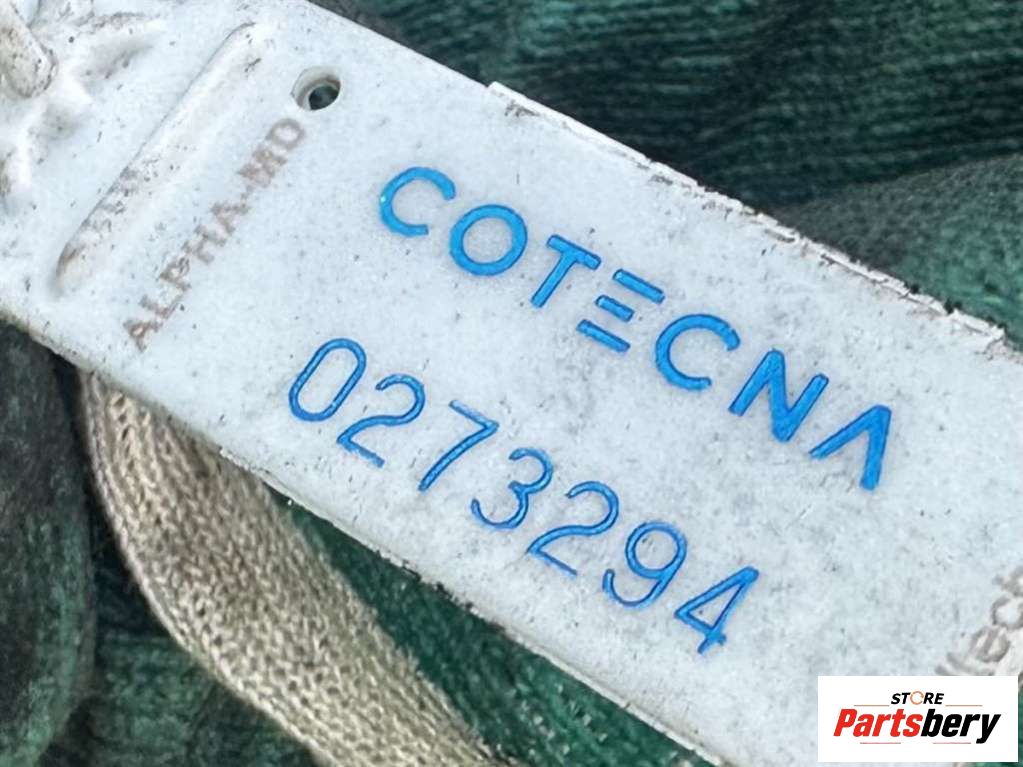 ALPHA-MD
COTECNA
0273294
STORE
Partsbery